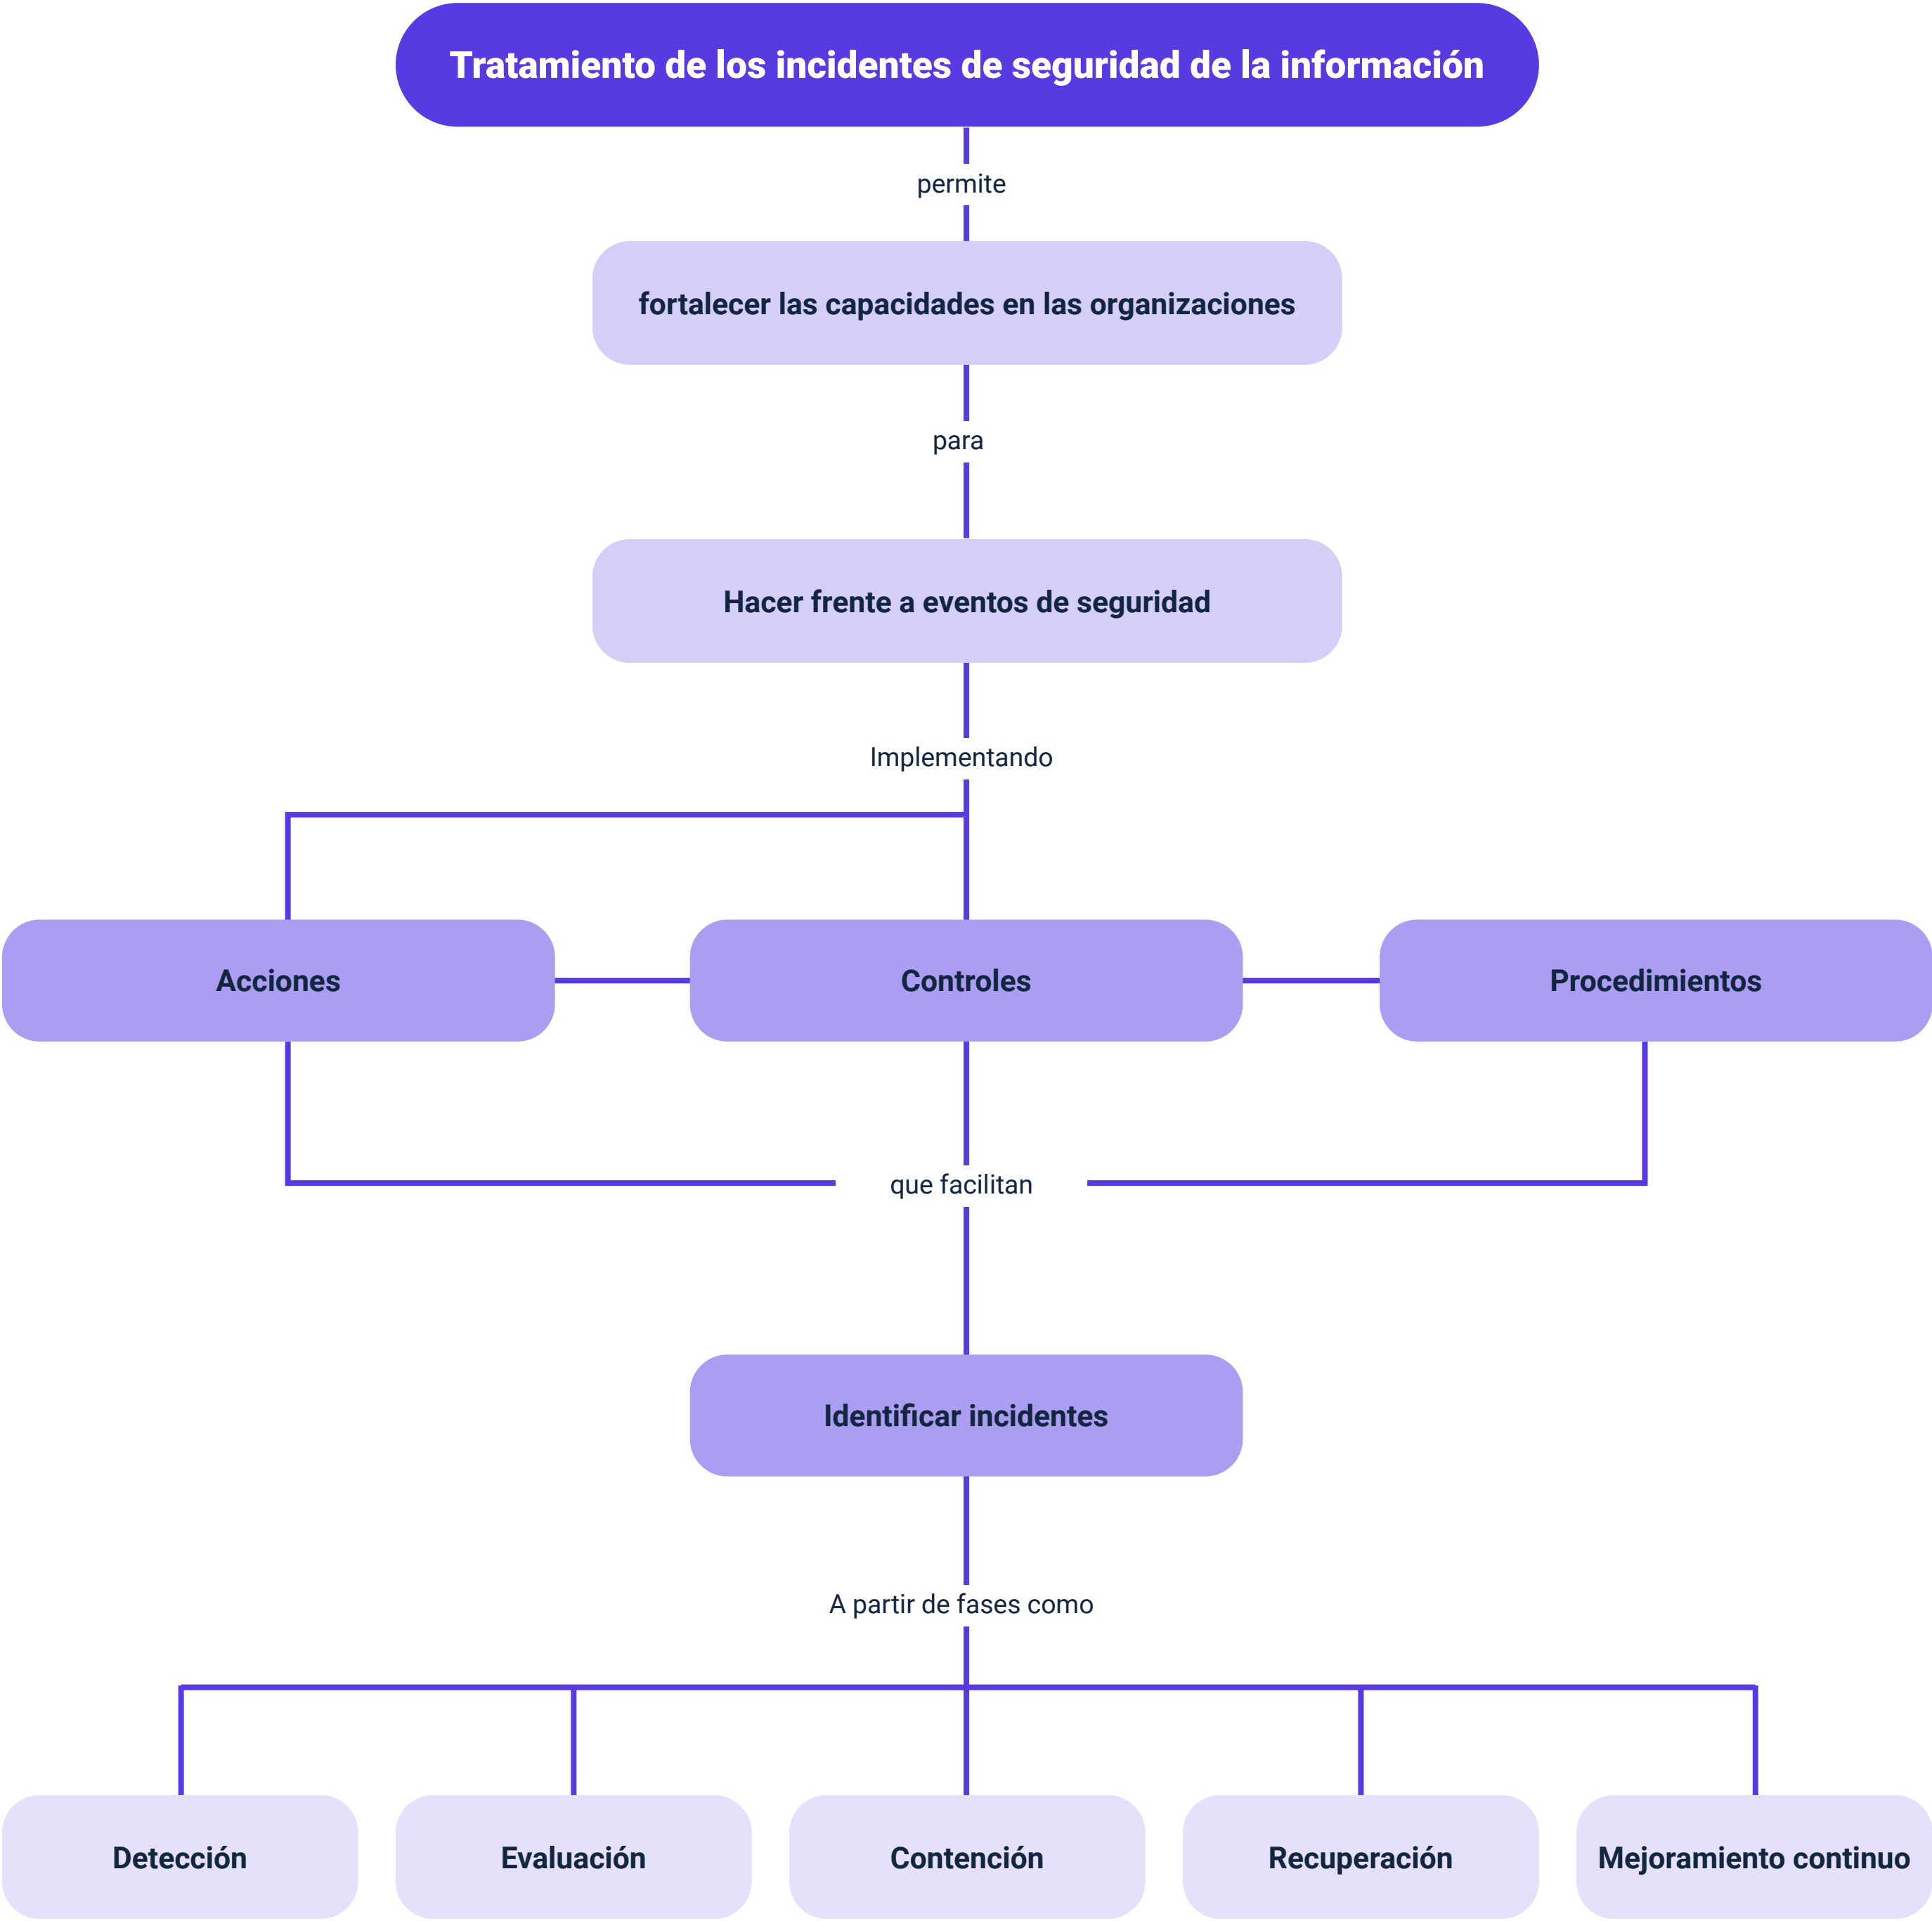 Tratamiento de los incidentes de seguridad de la información
permite
fortalecer las capacidades en las organizaciones
para
Hacer frente a eventos de seguridad
Implementando
Acciones
Controles
Procedimientos
que facilitan
Identificar incidentes
A partir de fases como
Detección
Evaluación
Contención
Recuperación
Mejoramiento continuo